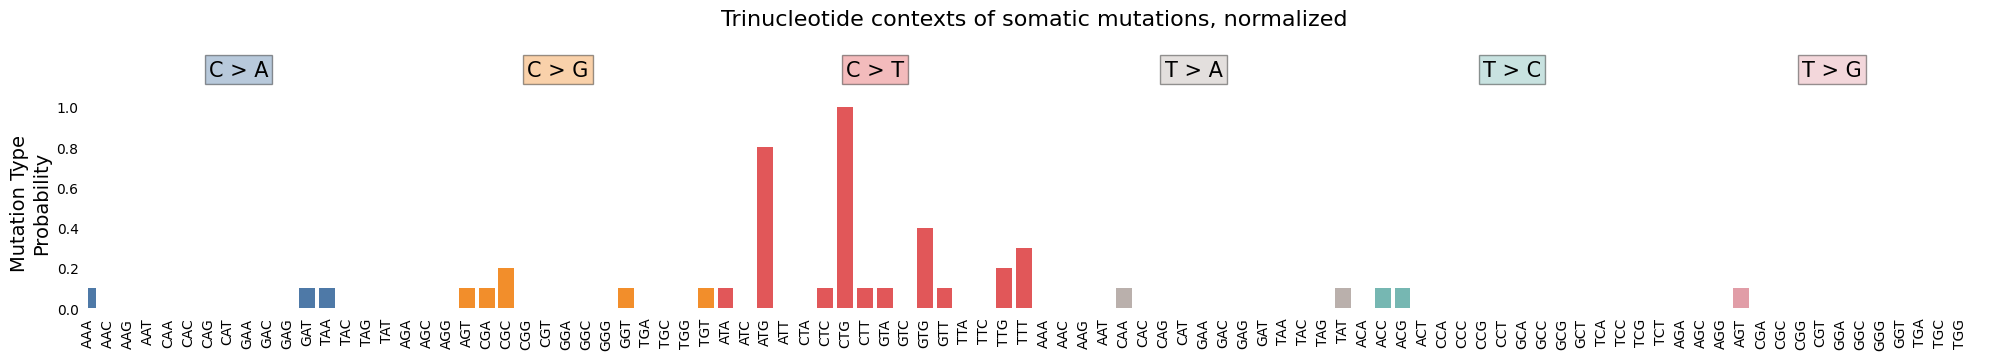 Trinucleotide contexts of somatic mutations, normalized
C > A C > G C > T T > A T > C T > G
Mutation Type
Probability
1.0
0.8
0.6
0.4
0.2
0.0
AAA AAC AAG AAT CAA CAC CAG CAT GAA GAC GAG GAT TAA TAC TAG TAT AGA AGC AGG AGT CGA CGC CGG CGT GGA GGC GGG GGT TGA TGC TGG TGT ATA ATC ATG ATT CTA CTC CTG CTT GTA GTC GTG GTT TTA TTC TTG TTT AAA AAC AAG AAT CAA CAC CAG CAT GAA GAC GAG GAT TAA TAC TAG TAT ACA ACC ACG ACT CCA CCC CCG CCT GCA GCC GCG GCT TCA TCC TCG TCT AGA AGC AGG AGT CGA CGC CGG CGT GGA GGC GGG GGT TGA TGC TGG